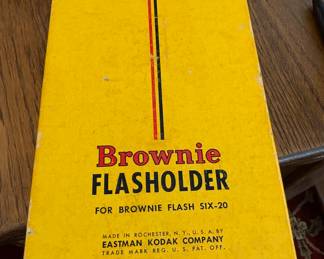 Brownie
FLASHOLDER
FOR BROWNIE FLASH SIX-20
MADE IN ROCHESTER, N. Y., U. S. A. BY
EASTMAN KODAK COMPANY
TRADE MARK REG. U. S. PAT. OFF.